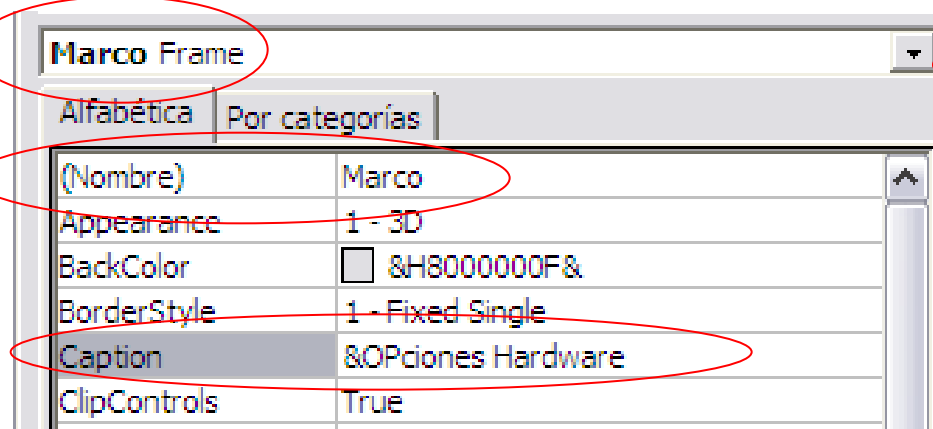 Marco Frame
Alfabética Por categorías
(Nombre) Marco
Appearance 1 - 3D
BackColor &H8000000F&
BorderStyle 1 - Fixed Single
Caption &OPciones Hardware
ClipControls True